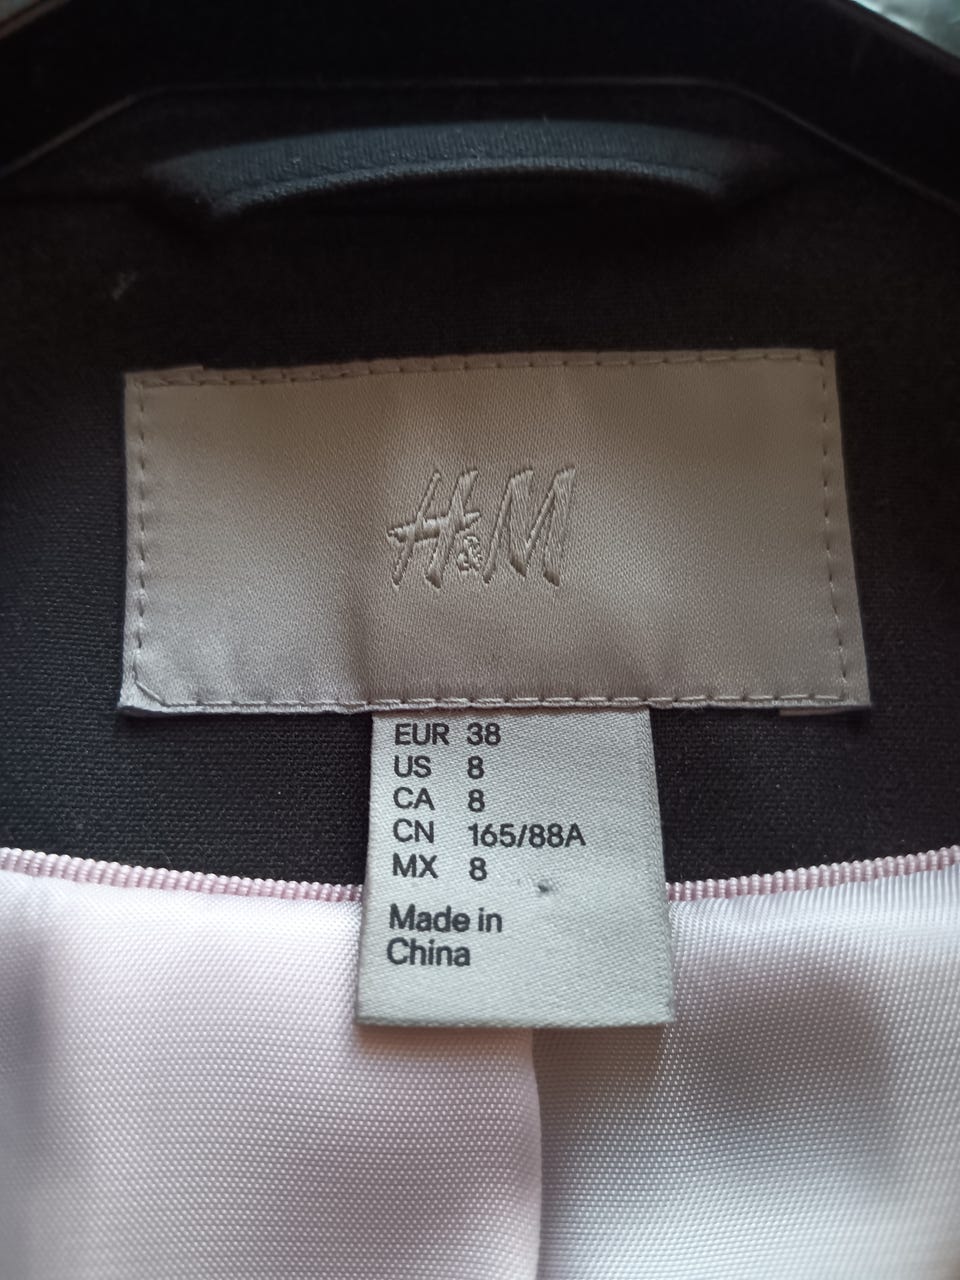 H&M
EUR 38
US 8
CA 8
CN 165/88A
MX 8
Made in
China